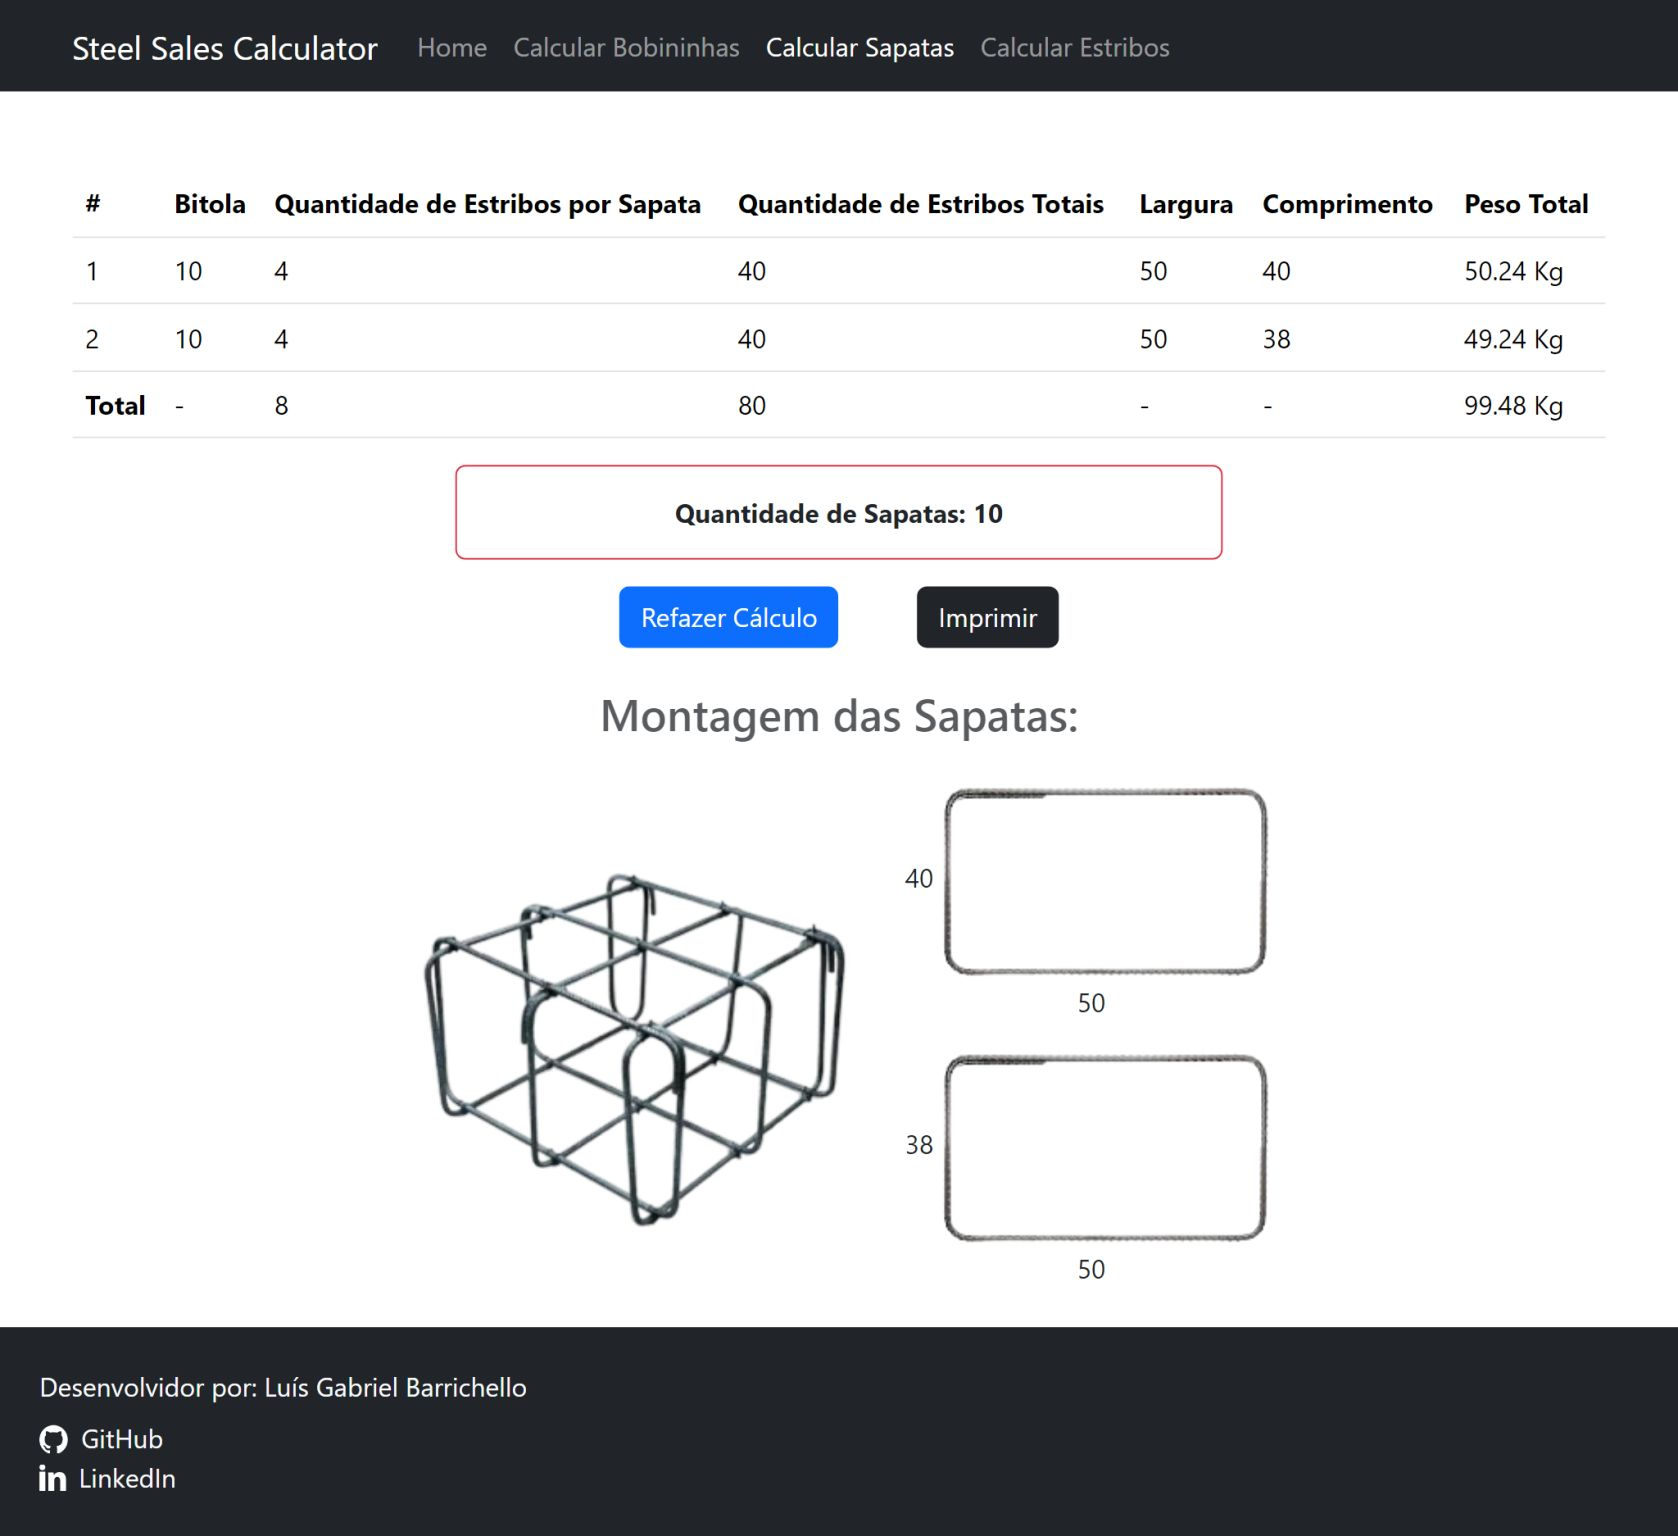 Steel Sales Calculator Home Calcular Bobininhas Calcular Sapatas Calcular Estribos
# Bitola Quantidade de Estribos por Sapata Quantidade de Estribos Totais Largura Comprimento Peso Total
1 10 4 40 50 40 50.24 Kg
2 10 4 40 50 38 49.24 Kg
Total - 8 80 - - 99.48 Kg
Quantidade de Sapatas: 10
Refazer Cálculo Imprimir
Montagem das Sapatas:
40
50
38
50
Desenvolvidor por: Luís Gabriel Barrichello
GitHub
in LinkedIn